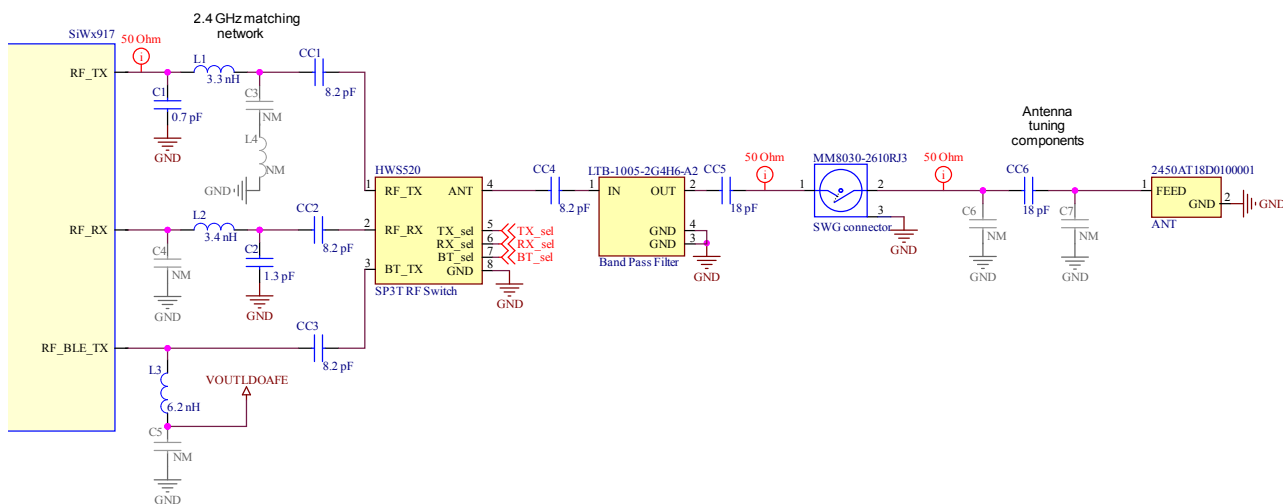 2.4 GHz matching
network
SiWx917
50 Ohm
i
RF_TX
L1
3.3 nH
CC1
8.2 pF
C1
0.7 pF
GND
C3
NM
L4
NM
GND
RF_RX
L2
3.4 nH
CC2
8.2 pF
C4
NM
GND
C2
1.3 pF
GND
RF_BLE_TX
CC3
8.2 pF
L3
6.2 nH
VOUTLDOAFE
C5
NM
GND
HWS520
1
RF_TX
ANT
4
2
RF_RX
TX_sel
5
TX_sel
RX_sel
6
RX_sel
3
BT_TX
BT_sel
7
BT_sel
GND
8
SP3T RF Switch
GND
CC4
8.2 pF
LTB-1005-2G4H6-A2
1
IN
OUT
2
GND
4
GND
3
Band Pass Filter
GND
CC5
18 pF
50 Ohm
i
MM8030-2610RJ3
1
2
3
SWG connector
GND
50 Ohm
i
Antenna
tuning
components
CC6
18 pF
C6
NM
GND
C7
NM
GND
2450AT18D0100001
1
FEED
GND
2
GND
ANT